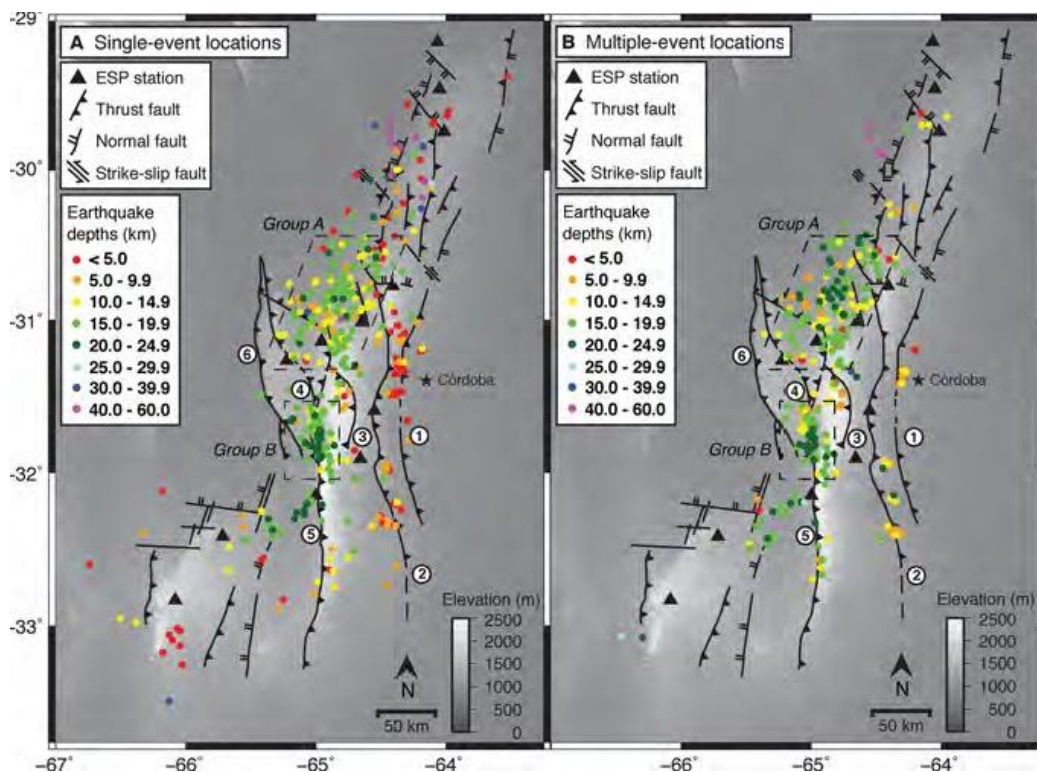 A Single-event locations
ESP station
Thrust fault
Normal fault
Strike-slip fault
Earthquake
depths (km)
< 5.0
5.0 - 9.9
10.0 - 14.9
15.0 - 19.9
20.0 - 24.9
25.0 - 29.9
30.0 - 39.9
40.0 - 60.0
Group A
Group B
6
4
3
1
5
2
Córdoba
Elevation (m)
2500
2000
1500
1000
500
0
N
50 km
B Multiple-event locations
ESP station
Thrust fault
Normal fault
Strike-slip fault
Earthquake
depths (km)
< 5.0
5.0 - 9.9
10.0 - 14.9
15.0 - 19.9
20.0 - 24.9
25.0 - 29.9
30.0 - 39.9
40.0 - 60.0
Group A
Group B
6
4
3
1
5
2
Córdoba
Elevation (m)
2500
2000
1500
1000
500
0
N
50 km
-29°
-30°
-31°
-32°
-33°
-67° -66° -65° -64° -66° -65° -64°